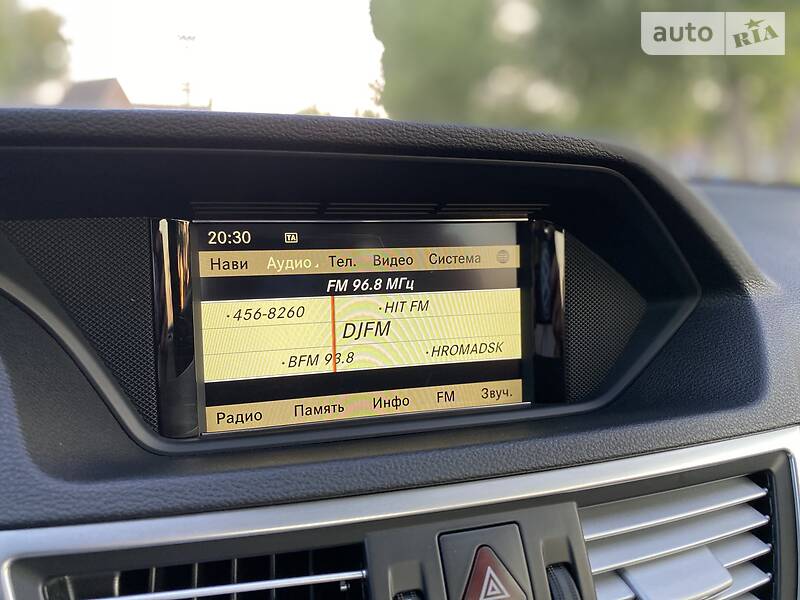 auto RIA
20:30 TA
Нави Аудио Тел. Видео Система
FM 96.8 МГц
·456-8260 ·HIT FM
DJFM
·BFM 93.8 ·HROMADSK
Радио Память Инфо FM Звуч.